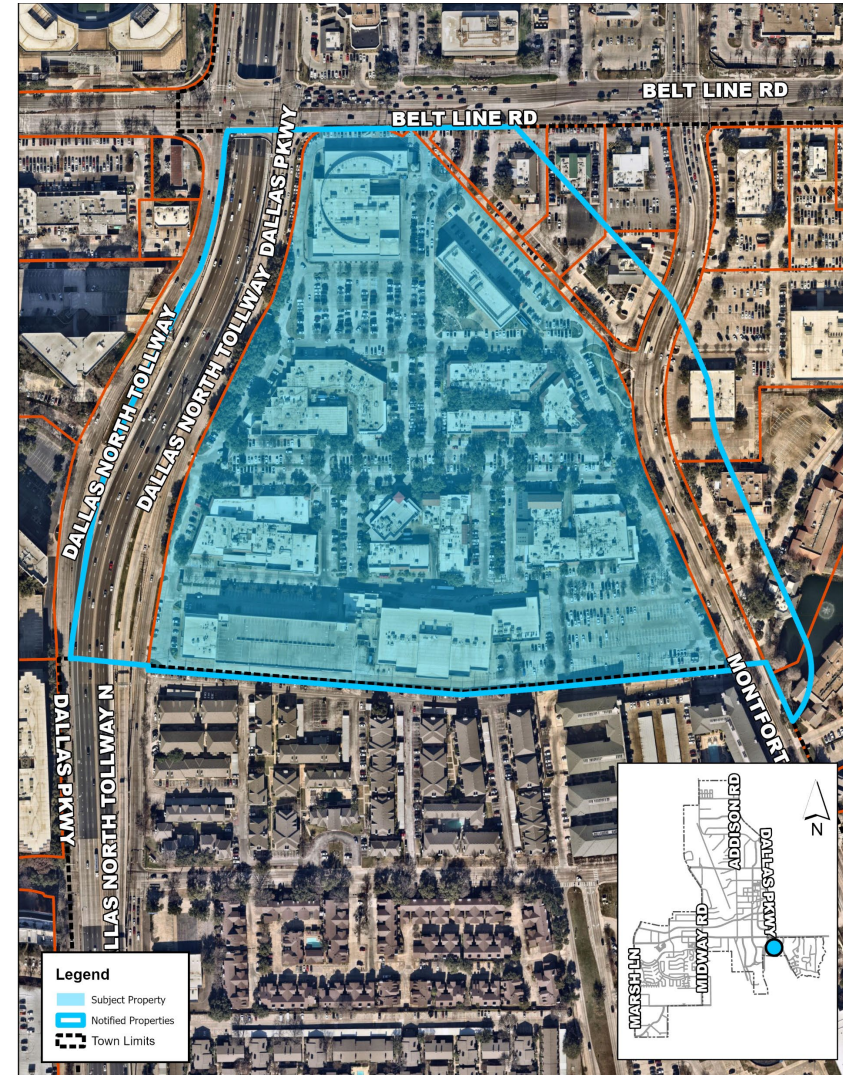 BELT LINE RD
BELT LINE RD
DALLAS PKWY
DALLAS NORTH TOLLWAY
DALLAS NORTH TOLLWAY
DALLAS PKWY
LLAS NORTH TOLLWAY N
MONTFORT
Legend
Subject Property
Notified Properties
Town Limits
ADDISON RD
DALLAS PKWY
MIDWAY RD
MARSH LN
N